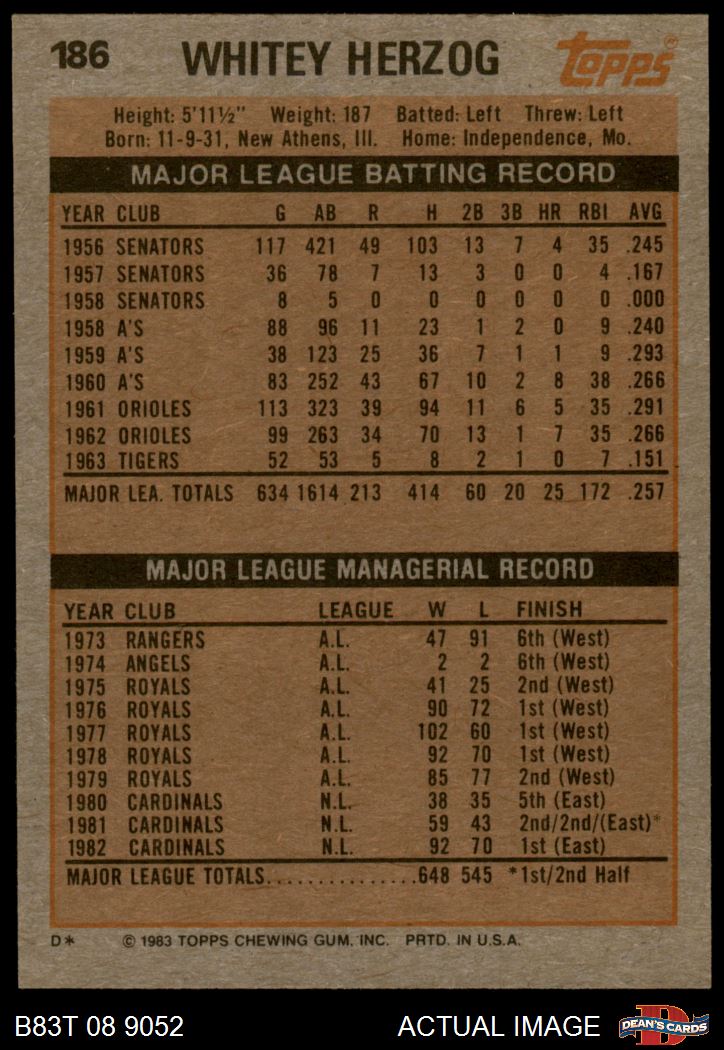 186 WHITEY HERZOG topps
Height: 5'11½" Weight: 187 Batted: Left Threw: Left
Born: 11-9-31, New Athens, Ill. Home: Independence, Mo.
MAJOR LEAGUE BATTING RECORD
YEAR CLUB G AB R H 2B 3B HR RBI AVG
1956 SENATORS 117 421 49 103 13 7 4 35 .245
1957 SENATORS 36 78 7 13 3 0 0 4 .167
1958 SENATORS 8 5 0 0 0 0 0 0 .000
1958 A'S 88 96 11 23 1 2 0 9 .240
1959 A'S 38 123 25 36 7 1 1 9 .293
1960 A'S 83 252 43 67 10 2 8 38 .266
1961 ORIOLES 113 323 39 94 11 6 5 35 .291
1962 ORIOLES 99 263 34 70 13 1 7 35 .266
1963 TIGERS 52 53 5 8 2 1 0 7 .151
MAJOR LEA. TOTALS 634 1614 213 414 60 20 25 172 .257
MAJOR LEAGUE MANAGERIAL RECORD
YEAR CLUB LEAGUE W L FINISH
1973 RANGERS A.L. 47 91 6th (West)
1974 ANGELS A.L. 2 2 6th (West)
1975 ROYALS A.L. 41 25 2nd (West)
1976 ROYALS A.L. 90 72 1st (West)
1977 ROYALS A.L. 102 60 1st (West)
1978 ROYALS A.L. 92 70 1st (West)
1979 ROYALS A.L. 85 77 2nd (West)
1980 CARDINALS N.L. 38 35 5th (East)
1981 CARDINALS N.L. 59 43 2nd/2nd/(East)*
1982 CARDINALS N.L. 92 70 1st (East)
MAJOR LEAGUE TOTALS...............648 545 *1st/2nd Half
D* © 1983 TOPPS CHEWING GUM, INC. PRTD. IN U.S.A.
B83T 08 9052 ACTUAL IMAGE D DEAN'S CARDS